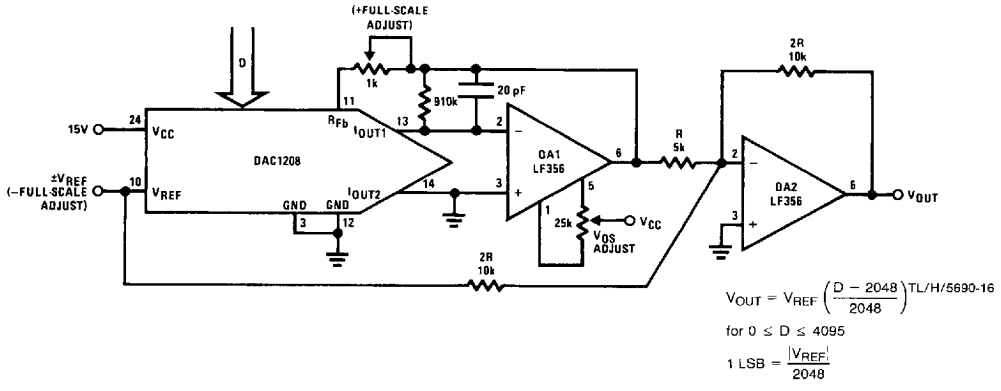 (+FULL-SCALE
ADJUST)
D
1k
910k
20 pF
2R
10k
11
RFb
13
IOUT1
24
15V
VCC
DAC1208
±VREF
(−FULL-SCALE
ADJUST)
10
VREF
IOUT2
14
GND
GND
3
12
2
−
OA1
LF356
6
3
+
5
1
25k
VCC
VOS
ADJUST
R
5k
2
−
OA2
LF356
6
VOUT
3
+
2R
10k
VOUT = VREF (D − 2048 / 2048) TL/H/5690-16
for 0 ≤ D ≤ 4095
1 LSB = |VREF| / 2048